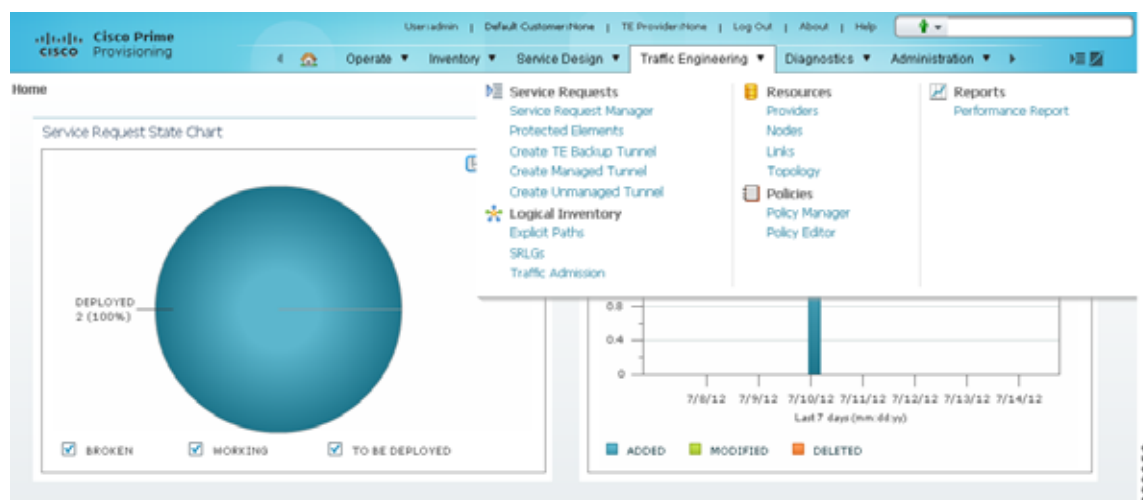 User:admin | Default Customer:None | TE Provider:None | Log Out | About | Help
cisco
Cisco Prime
Provisioning
Operate Inventory Service Design Traffic Engineering Diagnostics Administration
Home
Service Requests
Service Request Manager
Protected Elements
Create TE Backup Tunnel
Create Managed Tunnel
Create Unmanaged Tunnel
Logical Inventory
Explicit Paths
SRLGs
Traffic Admission
Resources
Providers
Nodes
Links
Topology
Policies
Policy Manager
Policy Editor
Reports
Performance Report
Service Request State Chart
DEPLOYED
2 (100%)
BROKEN WORKING TO BE DEPLOYED
0.8
0.4
0
7/8/12 7/9/12 7/10/12 7/11/12 7/12/12 7/13/12 7/14/12
Last 7 days (mm:dd:yy)
ADDED MODIFIED DELETED